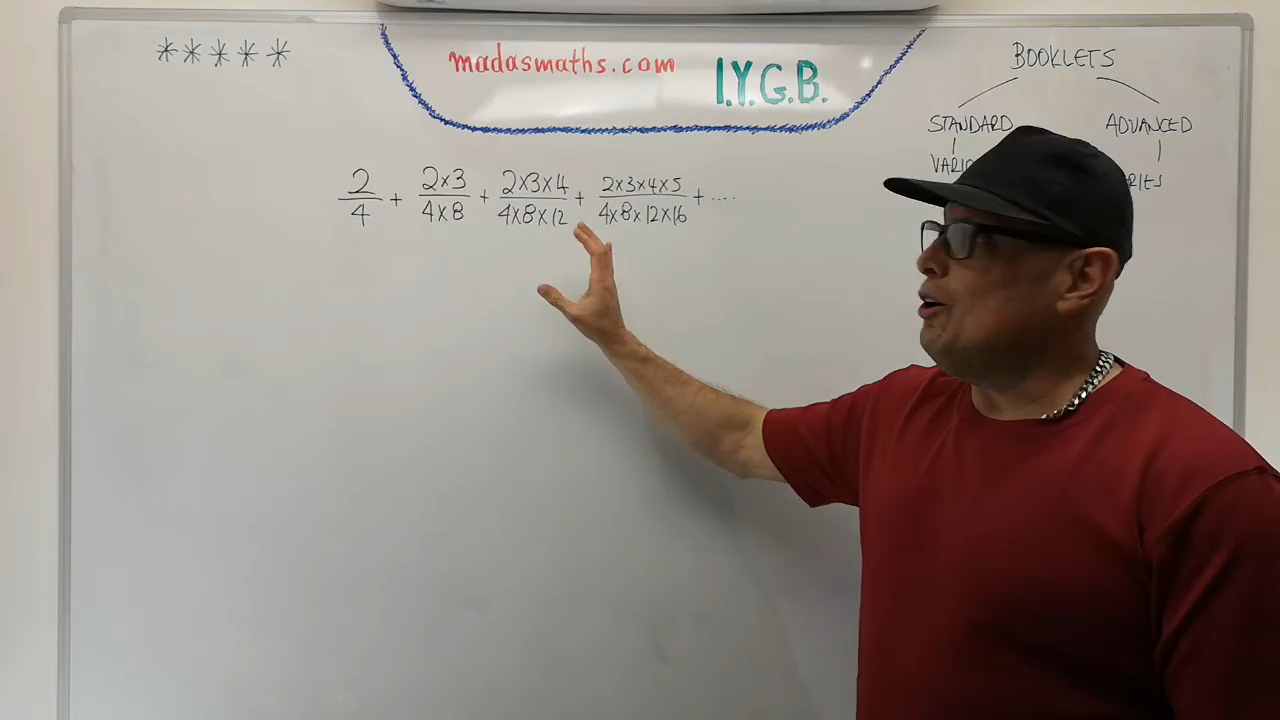 *****
madasmaths.com I.Y.G.B.
BOOKLETS
STANDARD ADVANCED
2/4 + 2×3/4×8 + 2×3×4/4×8×12 + 2×3×4×5/4×8×12×16 + ....